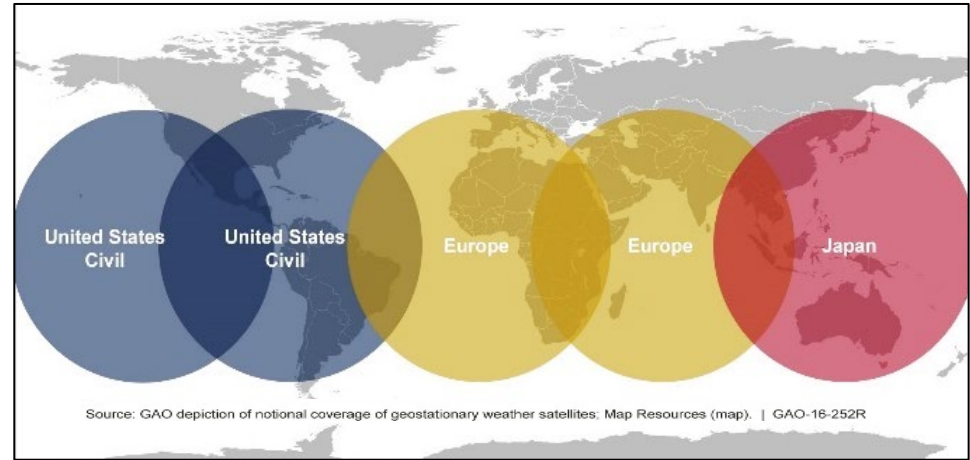 United States
Civil
United States
Civil
Europe
Europe
Japan
Source: GAO depiction of notional coverage of geostationary weather satellites; Map Resources (map). | GAO-16-252R